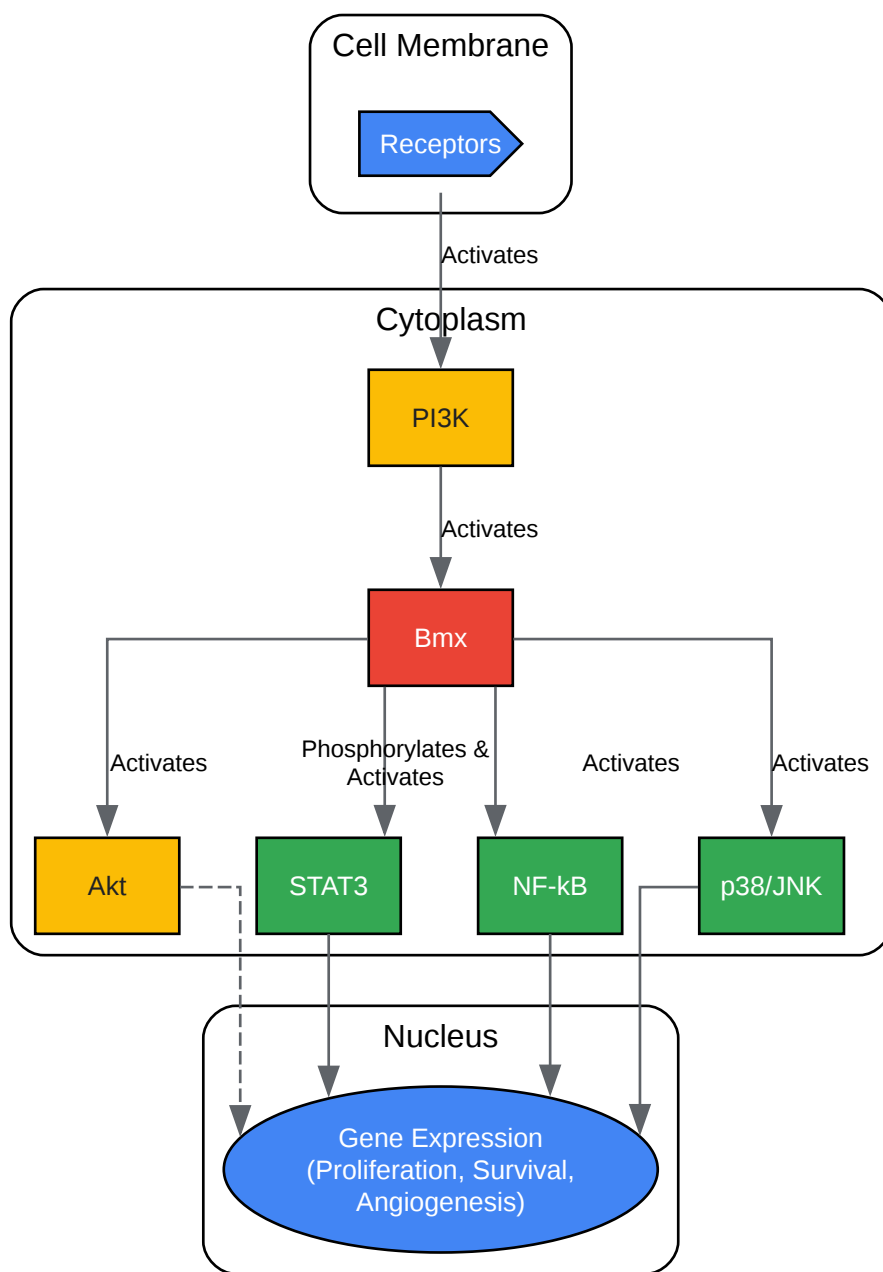 Cell Membrane
Receptors
Activates
Cytoplasm
PI3K
Activates
Bmx
Activates
Phosphorylates &
Activates
Activates
Activates
Akt
STAT3
NF-kB
p38/JNK
Nucleus
Gene Expression
(Proliferation, Survival,
Angiogenesis)